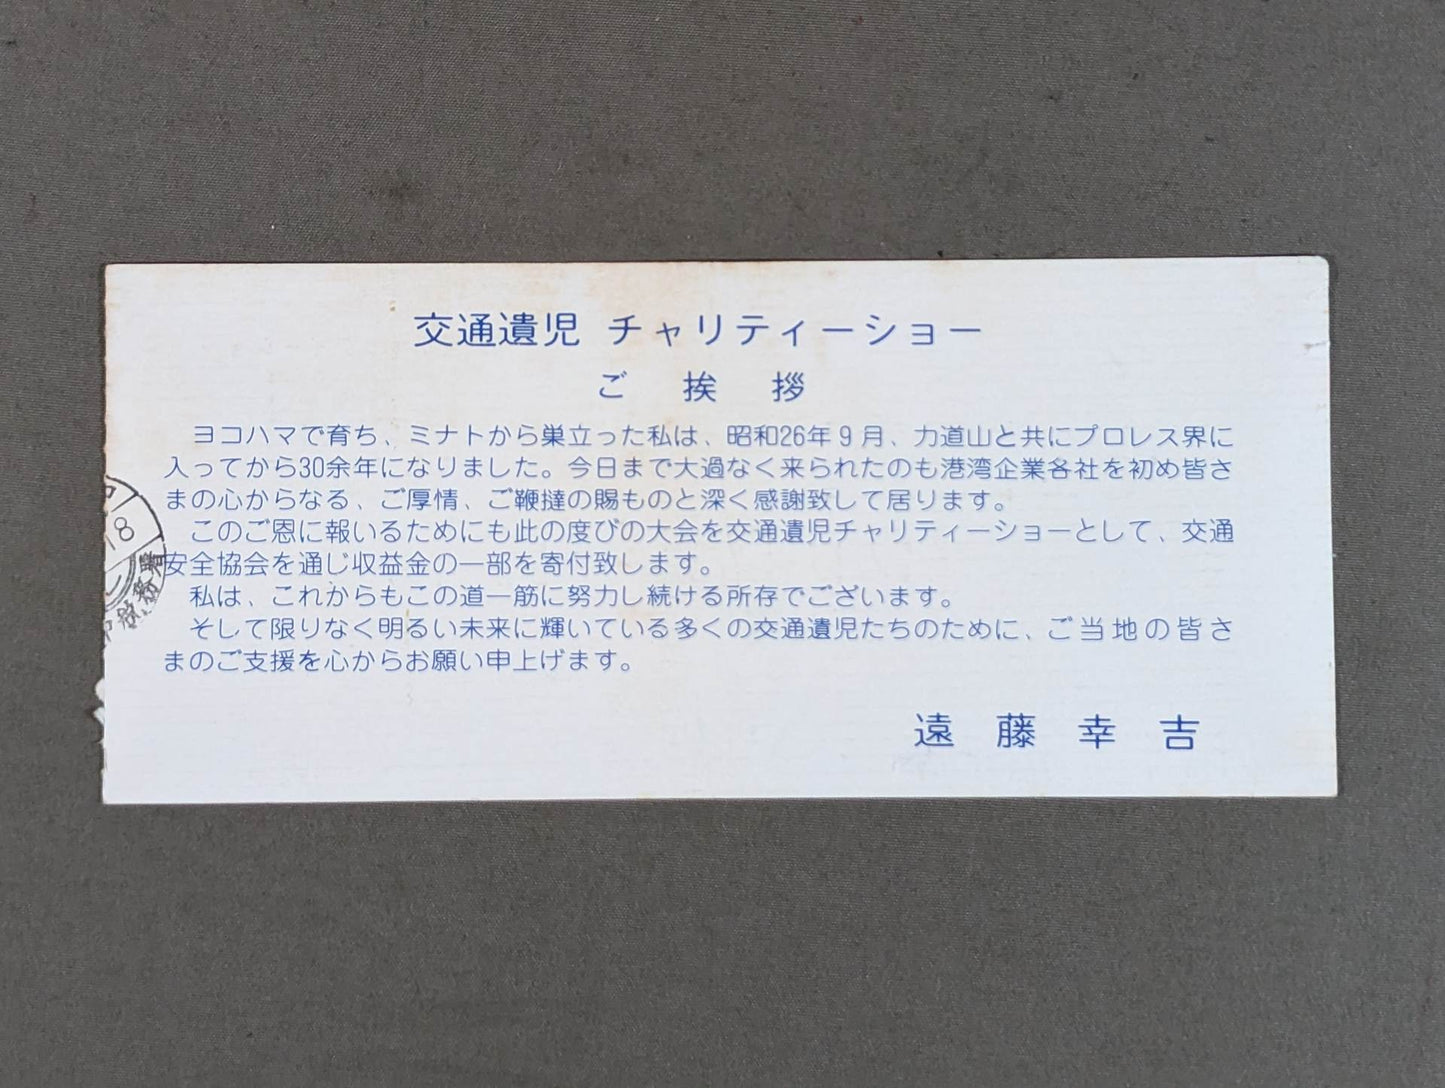 交通遺児 チャリティーショー
ご 挨 拶
ヨコハマで育ち、ミナトから巣立った私は、昭和26年9月、力道山と共にプロレス界に
入ってから30余年になりました。今日まで大過なく来られたのも港湾企業各社を初め皆さ
まの心からなる、ご厚情、ご鞭撻の賜ものと深く感謝致して居ります。
このご恩に報いるためにも此の度びの大会を交通遺児チャリティーショーとして、交通
安全協会を通じ収益金の一部を寄付致します。
私は、これからもこの道一筋に努力し続ける所存でございます。
そして限りなく明るい未来に輝いている多くの交通遺児たちのために、ご当地の皆さ
まのご支援を心からお願い申上げます。
遠 藤 幸 吉
18
税務署